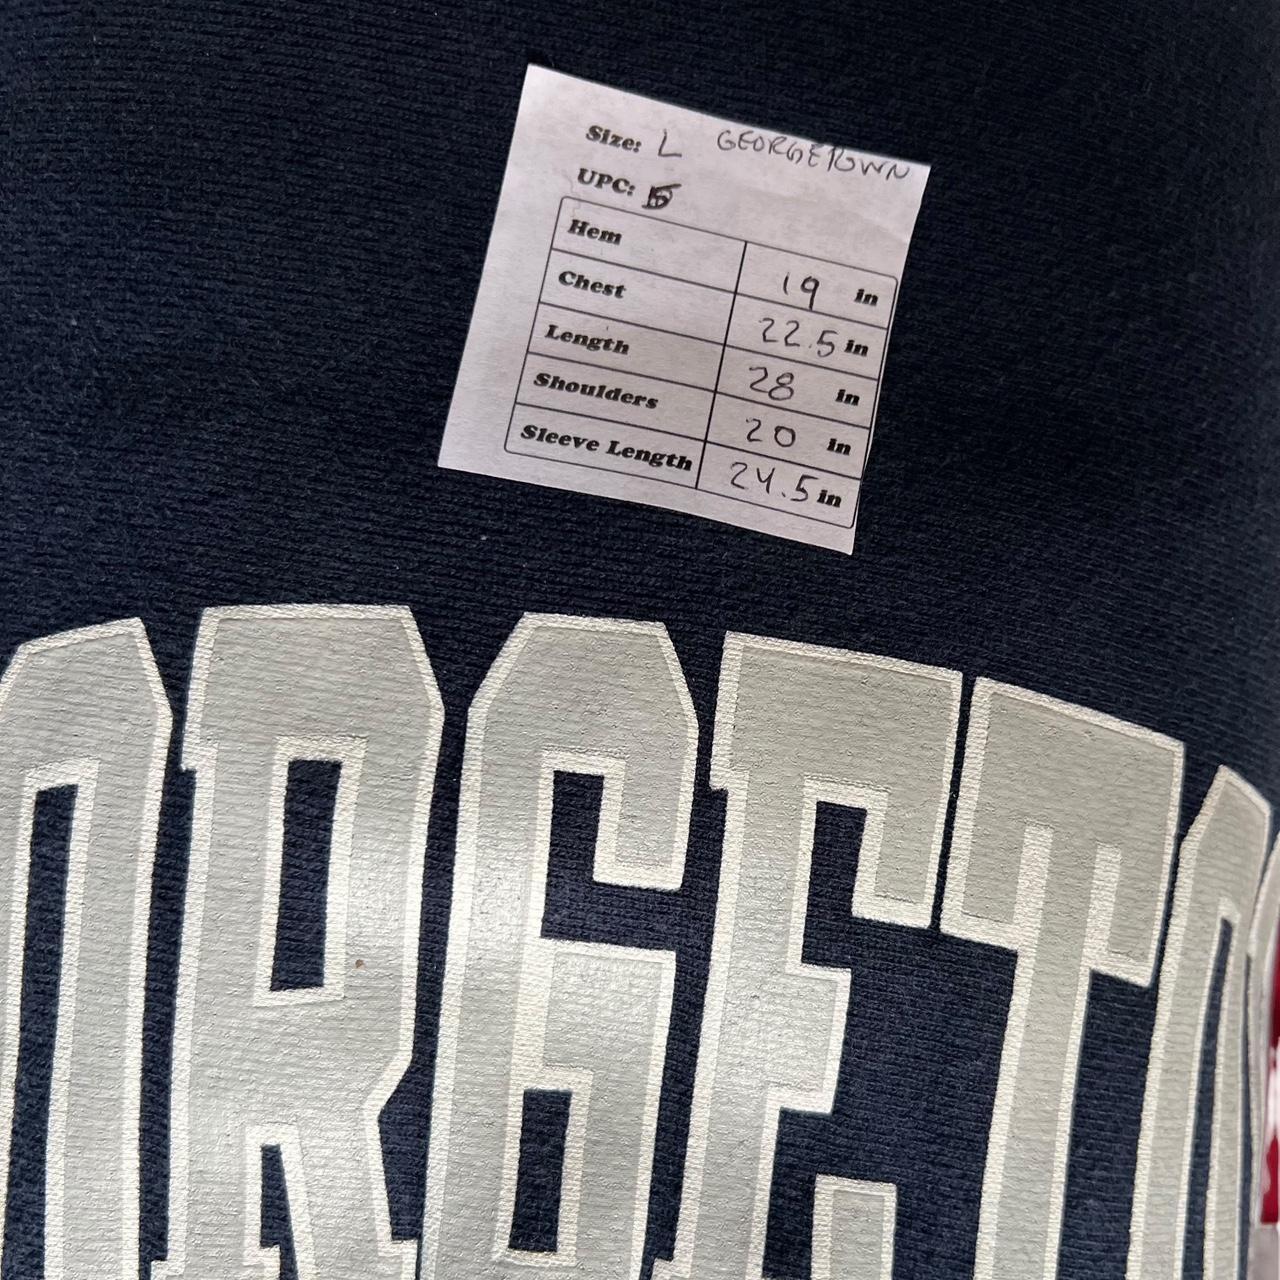 Size: L GEORGETOWN
UPC:
Hem 19 in
Chest 22.5 in
Length 28 in
Shoulders 20 in
Sleeve Length 24.5 in
ORGETO